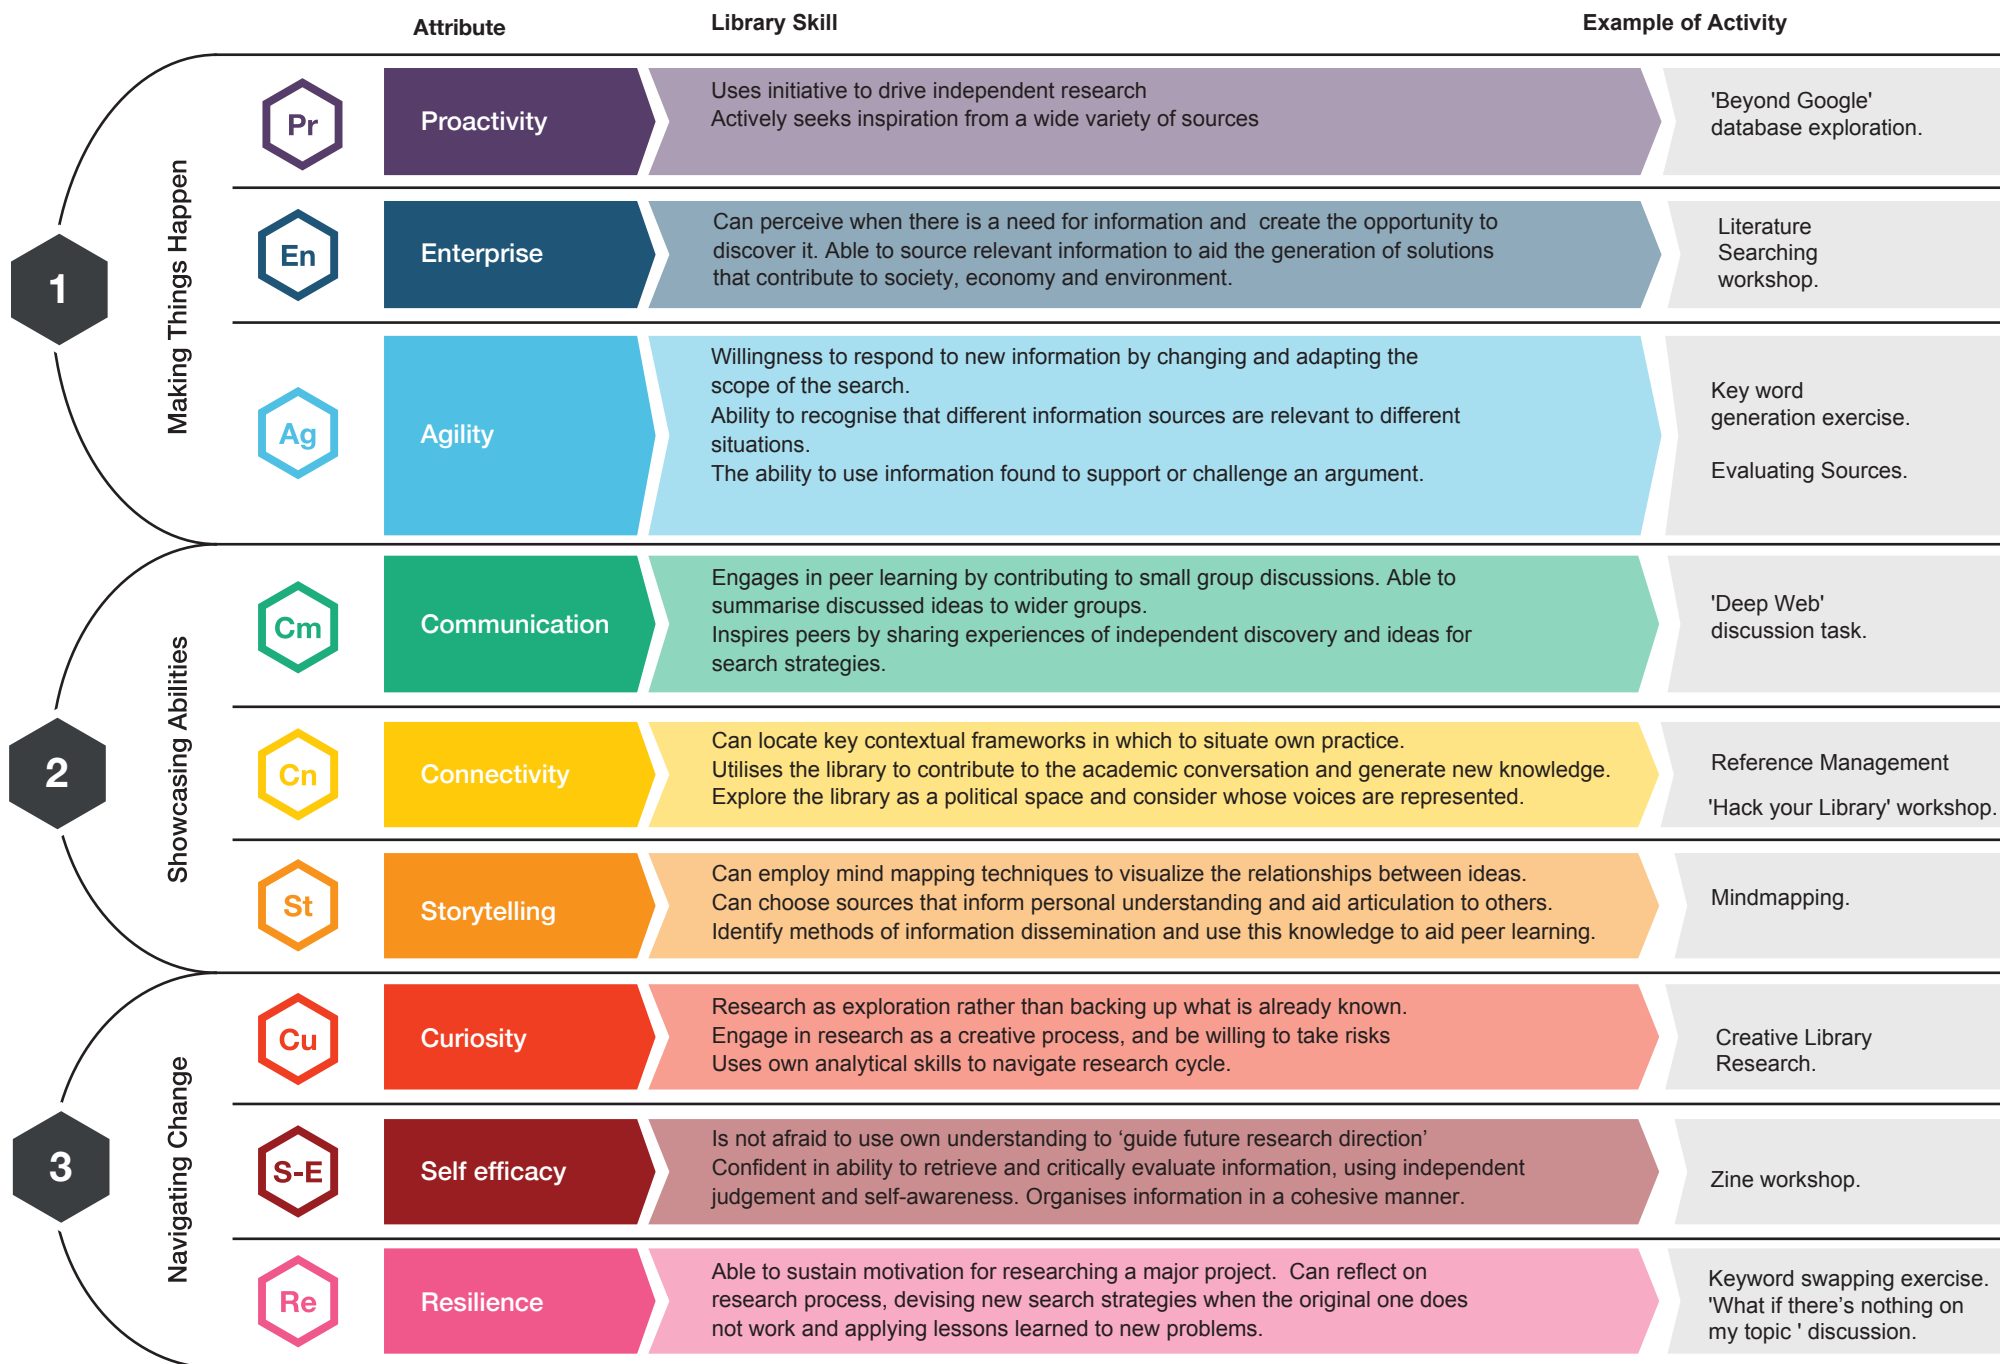 Attribute
Library Skill
Example of Activity
1
Making Things Happen
Pr
Proactivity
Uses initiative to drive independent research
Actively seeks inspiration from a wide variety of sources
'Beyond Google'
database exploration.
En
Enterprise
Can perceive when there is a need for information and  create the opportunity to
discover it. Able to source relevant information to aid the generation of solutions
that contribute to society, economy and environment.
Literature
Searching
workshop.
Ag
Agility
Willingness to respond to new information by changing and adapting the
scope of the search.
Ability to recognise that different information sources are relevant to different
situations.
The ability to use information found to support or challenge an argument.
Key word
generation exercise.
Evaluating Sources.
2
Showcasing Abilities
Cm
Communication
Engages in peer learning by contributing to small group discussions. Able to
summarise discussed ideas to wider groups.
Inspires peers by sharing experiences of independent discovery and ideas for
search strategies.
'Deep Web'
discussion task.
Cn
Connectivity
Can locate key contextual frameworks in which to situate own practice.
Utilises the library to contribute to the academic conversation and generate new knowledge.
Explore the library as a political space and consider whose voices are represented.
Reference Management
'Hack your Library' workshop.
St
Storytelling
Can employ mind mapping techniques to visualize the relationships between ideas.
Can choose sources that inform personal understanding and aid articulation to others.
Identify methods of information dissemination and use this knowledge to aid peer learning.
Mindmapping.
3
Navigating Change
Cu
Curiosity
Research as exploration rather than backing up what is already known.
Engage in research as a creative process, and be willing to take risks
Uses own analytical skills to navigate research cycle.
Creative Library
Research.
S-E
Self efficacy
Is not afraid to use own understanding to ‘guide future research direction’
Confident in ability to retrieve and critically evaluate information, using independent
judgement and self-awareness. Organises information in a cohesive manner.
Zine workshop.
Re
Resilience
Able to sustain motivation for researching a major project.  Can reflect on
research process, devising new search strategies when the original one does
not work and applying lessons learned to new problems.
Keyword swapping exercise.
'What if there’s nothing on
my topic ' discussion.